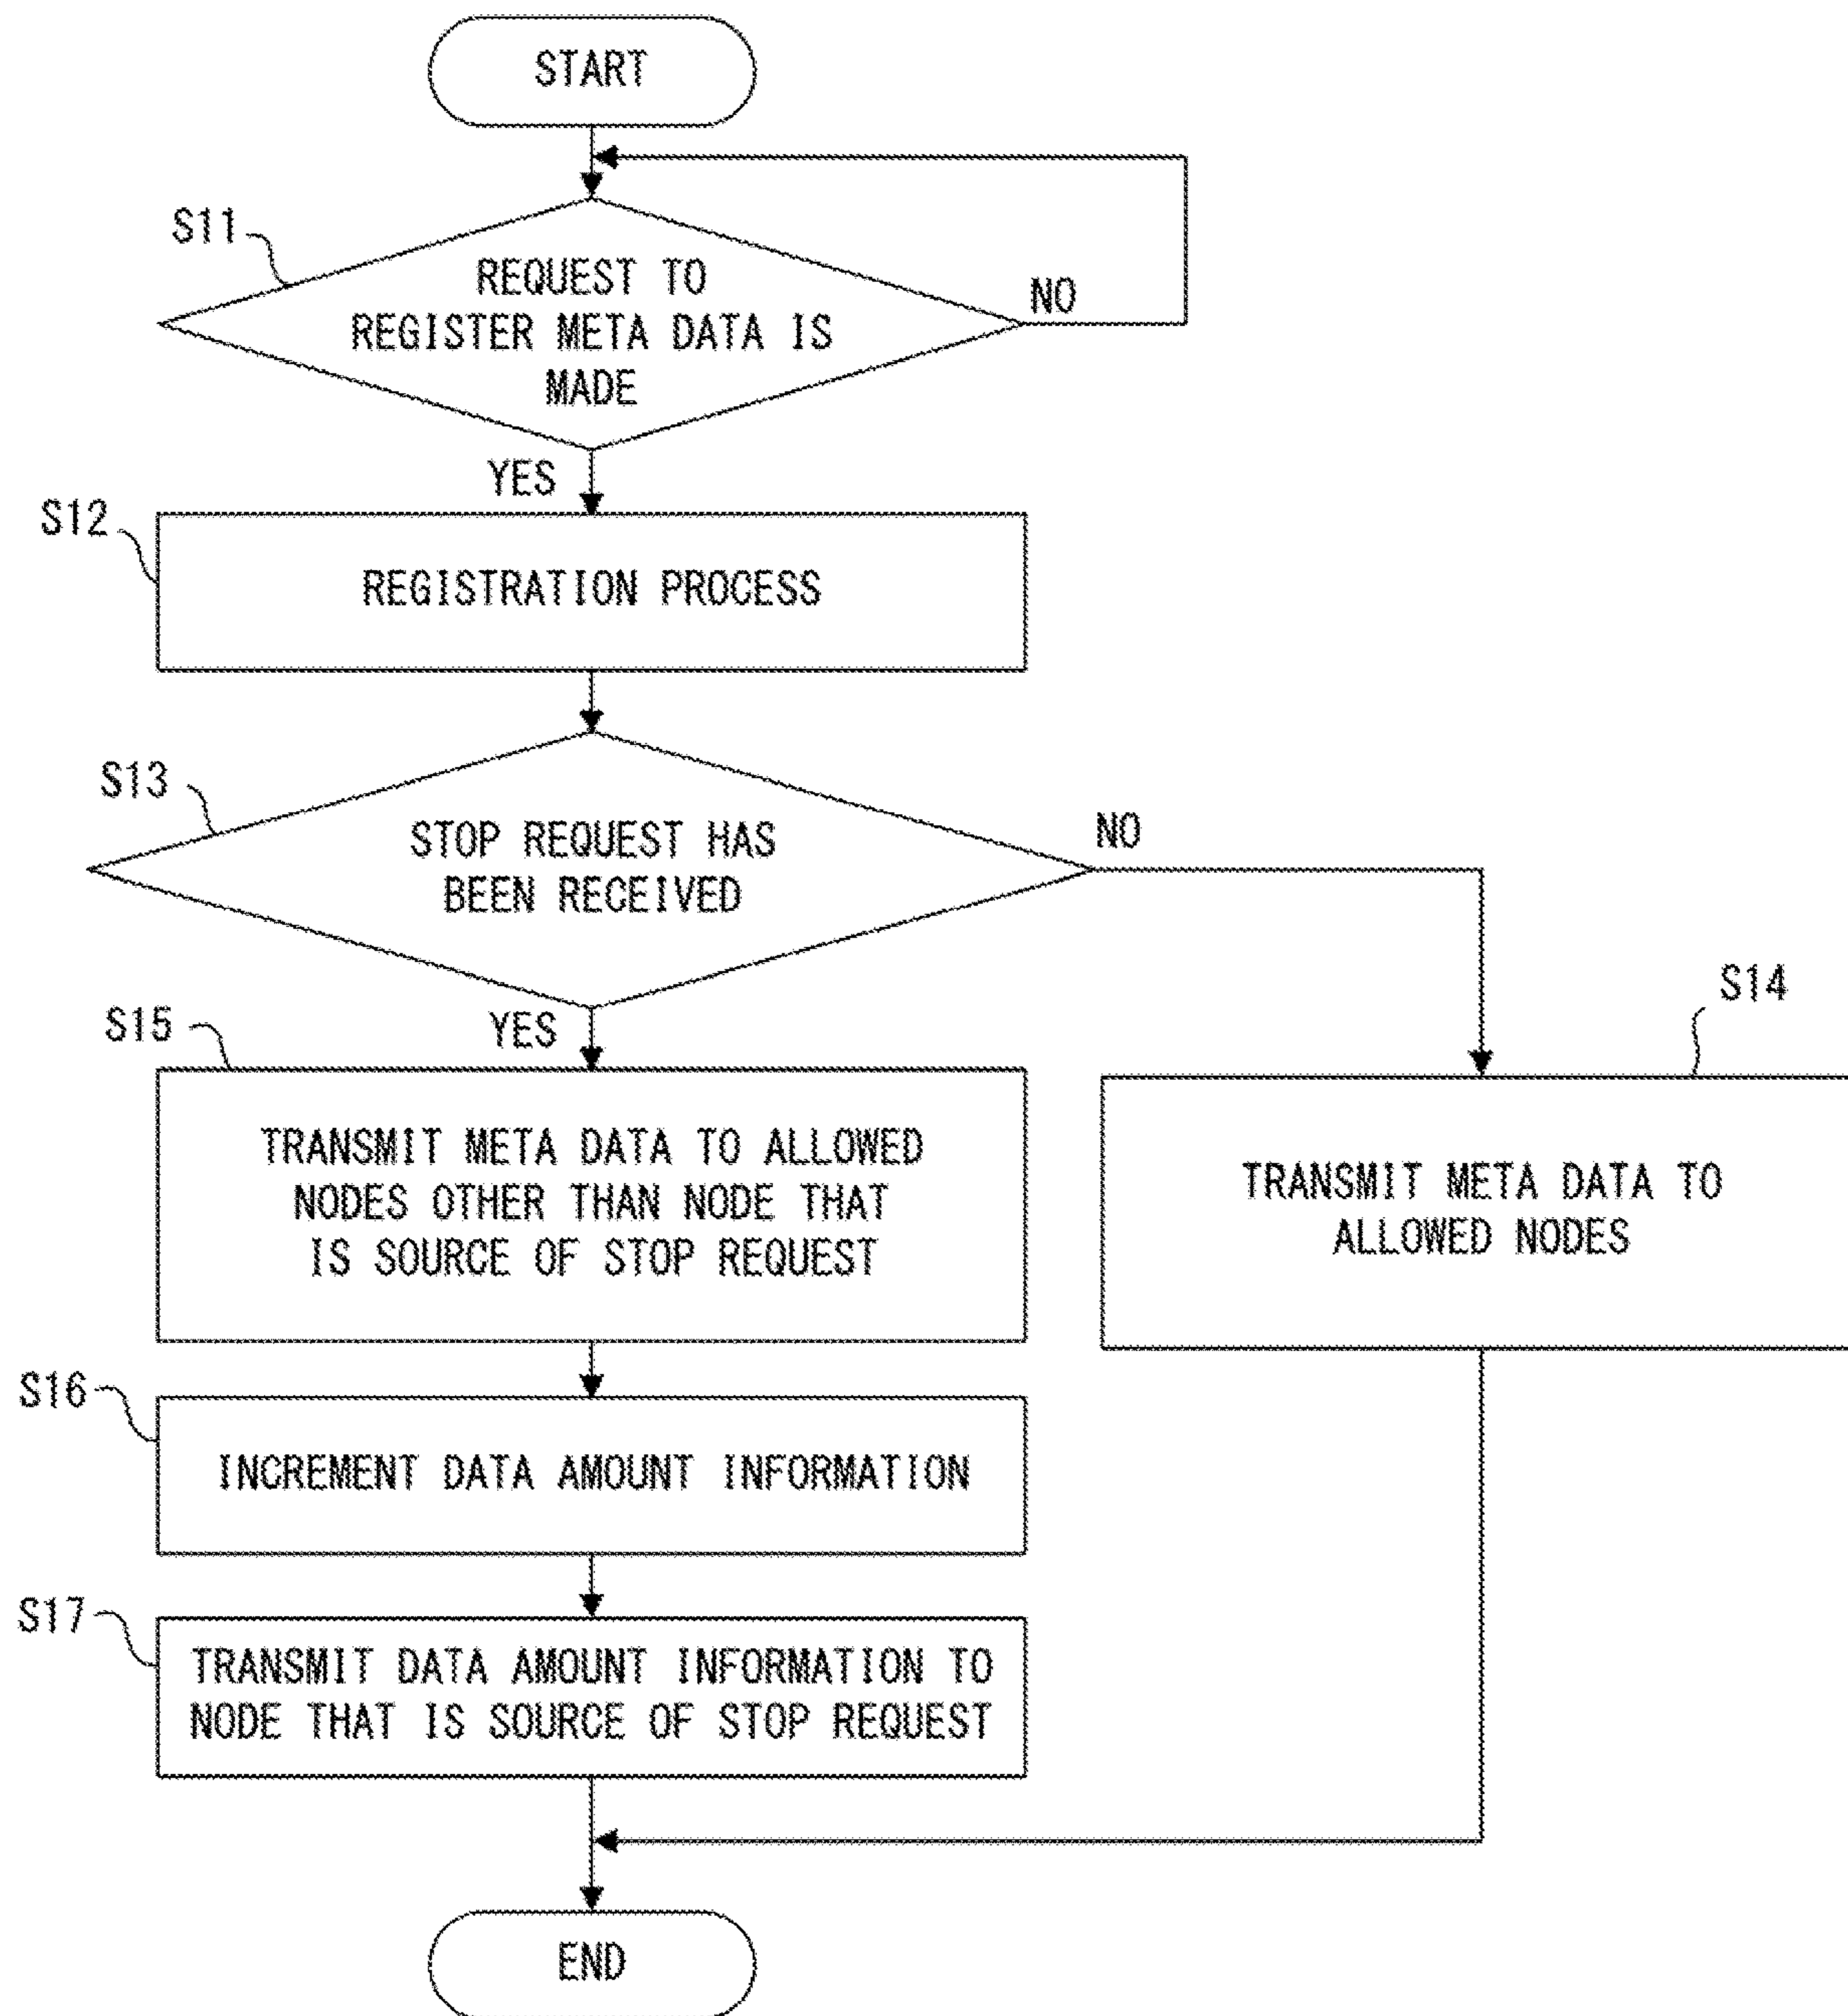 START
S11
REQUEST TO
REGISTER META DATA IS
MADE
NO
YES
S12
REGISTRATION PROCESS
S13
STOP REQUEST HAS
BEEN RECEIVED
NO
YES
S14
TRANSMIT META DATA TO
ALLOWED NODES
S15
TRANSMIT META DATA TO ALLOWED
NODES OTHER THAN NODE THAT
IS SOURCE OF STOP REQUEST
S16
INCREMENT DATA AMOUNT INFORMATION
S17
TRANSMIT DATA AMOUNT INFORMATION TO
NODE THAT IS SOURCE OF STOP REQUEST
END